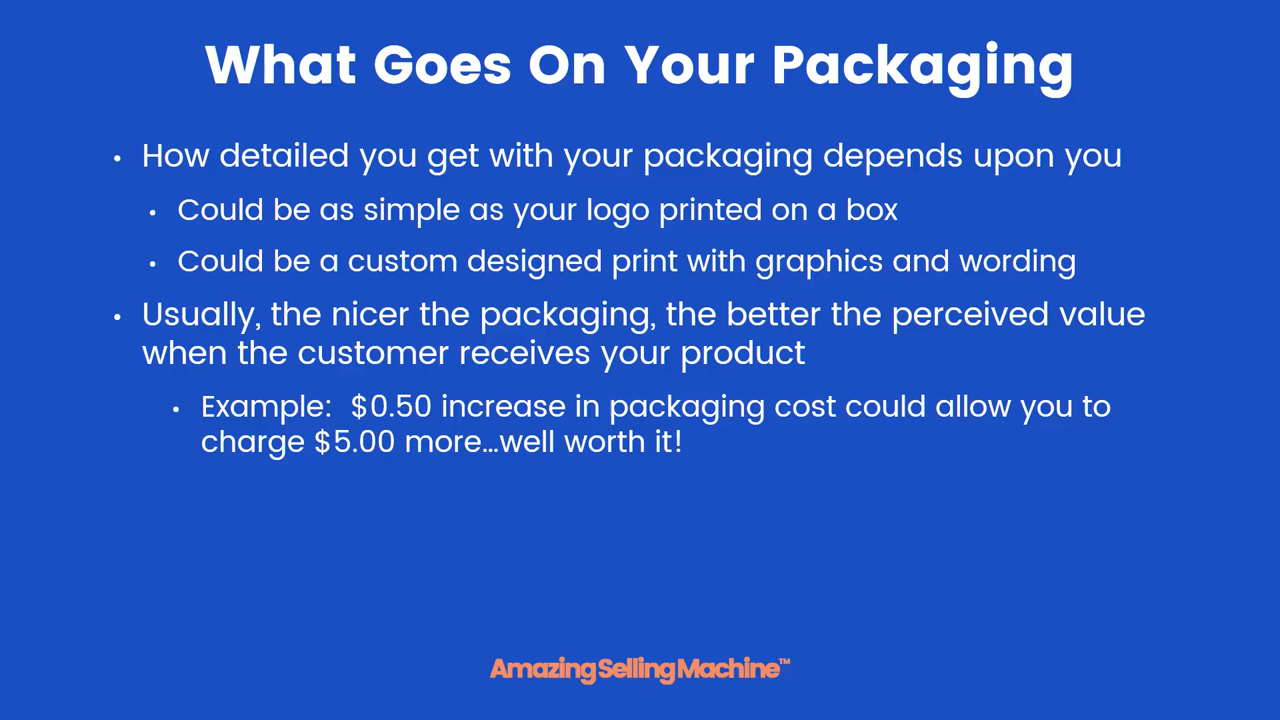 What Goes On Your Packaging
• How detailed you get with your packaging depends upon you
• Could be as simple as your logo printed on a box
• Could be a custom designed print with graphics and wording
• Usually, the nicer the packaging, the better the perceived value
when the customer receives your product
• Example:  $0.50 increase in packaging cost could allow you to
charge $5.00 more...well worth it!
AmazingSellingMachine™